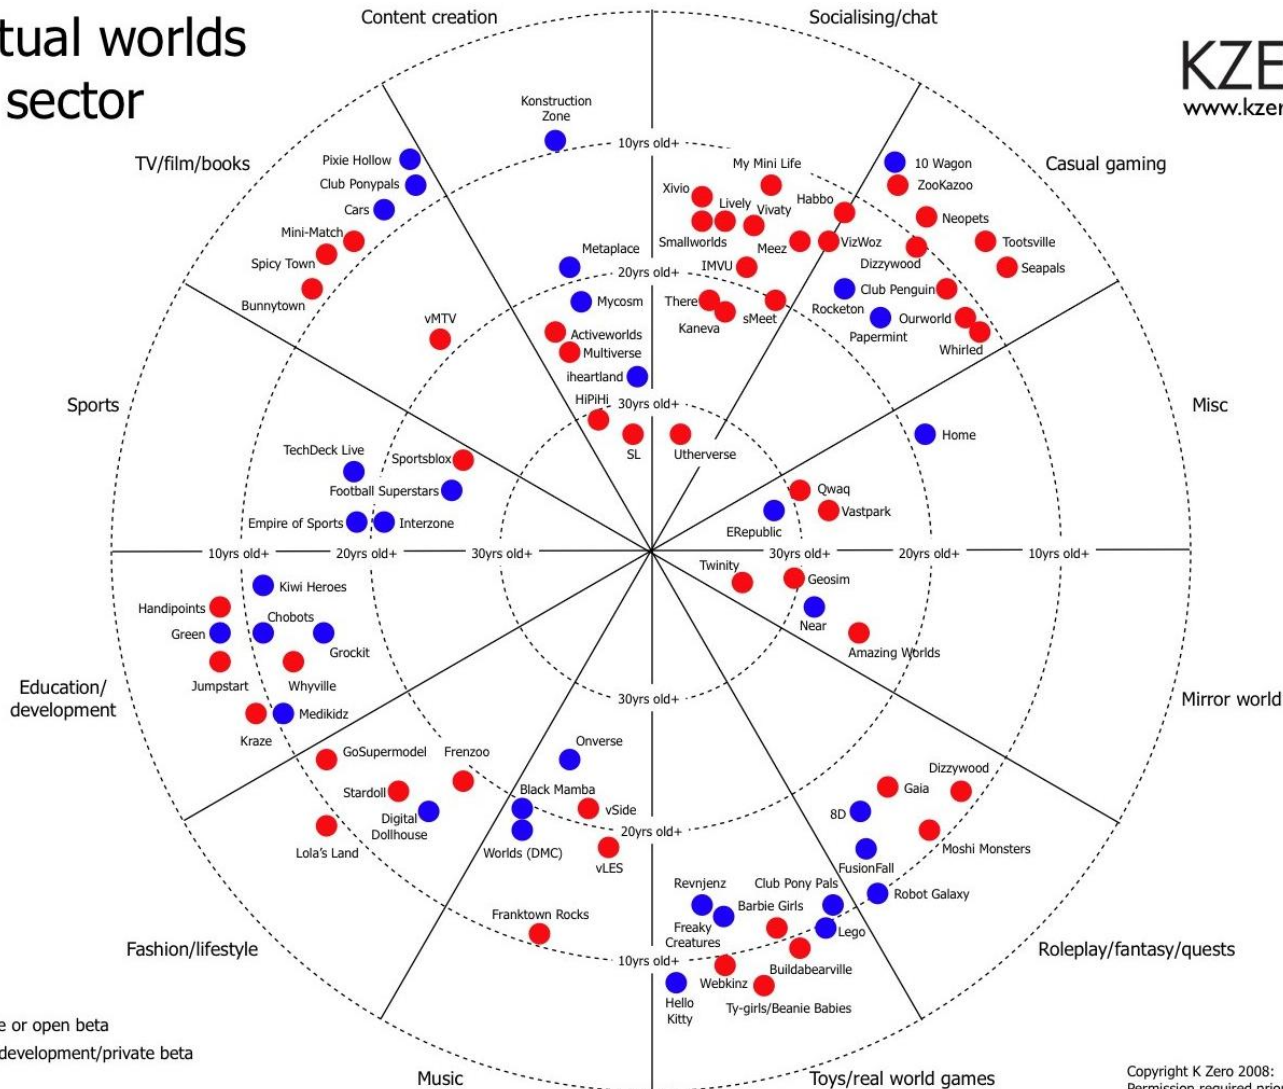 tual worlds
sector
Content creation
Socialising/chat
KZE
www.kzer
TV/film/books
Casual gaming
Konstruction
Zone
10yrs old+
Pixie Hollow
Club Ponypals
Cars
Mini-Match
Spicy Town
Bunnytown
My Mini Life
Xivio
Lively
Vivaty
Habbo
Smallworlds
Meez
VizWoz
IMVU
10 Wagon
ZooKazoo
Neopets
Tootsville
Dizzywood
Seapals
Club Penguin
Rocketon
Ourworld
Papermint
Whirled
Metaplace
20yrs old+
Mycosm
There
Kaneva
sMeet
vMTV
Activeworlds
Multiverse
iheartland
HiPiHi
30yrs old+
SL
Utherverse
Sports
Misc
Home
TechDeck Live
Sportsblox
Football Superstars
Empire of Sports
Interzone
Qwaq
Vastpark
ERepublic
10yrs old+
20yrs old+
30yrs old+
30yrs old+
20yrs old+
10yrs old+
Twinity
Geosim
Near
Amazing Worlds
Kiwi Heroes
Handipoints
Chobots
Green
Grockit
Jumpstart
Whyville
Medikidz
Kraze
Education/
development
Mirror world
30yrs old+
GoSupermodel
Frenzoo
Stardoll
Digital
Dollhouse
Lola's Land
Onverse
Black Mamba
vSide
Worlds (DMC)
vLES
20yrs old+
Dizzywood
Gaia
8D
Moshi Monsters
FusionFall
Robot Galaxy
Franktown Rocks
Revnjenz
Club Pony Pals
Barbie Girls
Freaky
Creatures
Lego
10yrs old+
Buildabearville
Webkinz
Hello
Kitty
Ty-girls/Beanie Babies
Fashion/lifestyle
Roleplay/fantasy/quests
e or open beta
development/private beta
Music
Toys/real world games
Copyright K Zero 2008:
Permission required prior